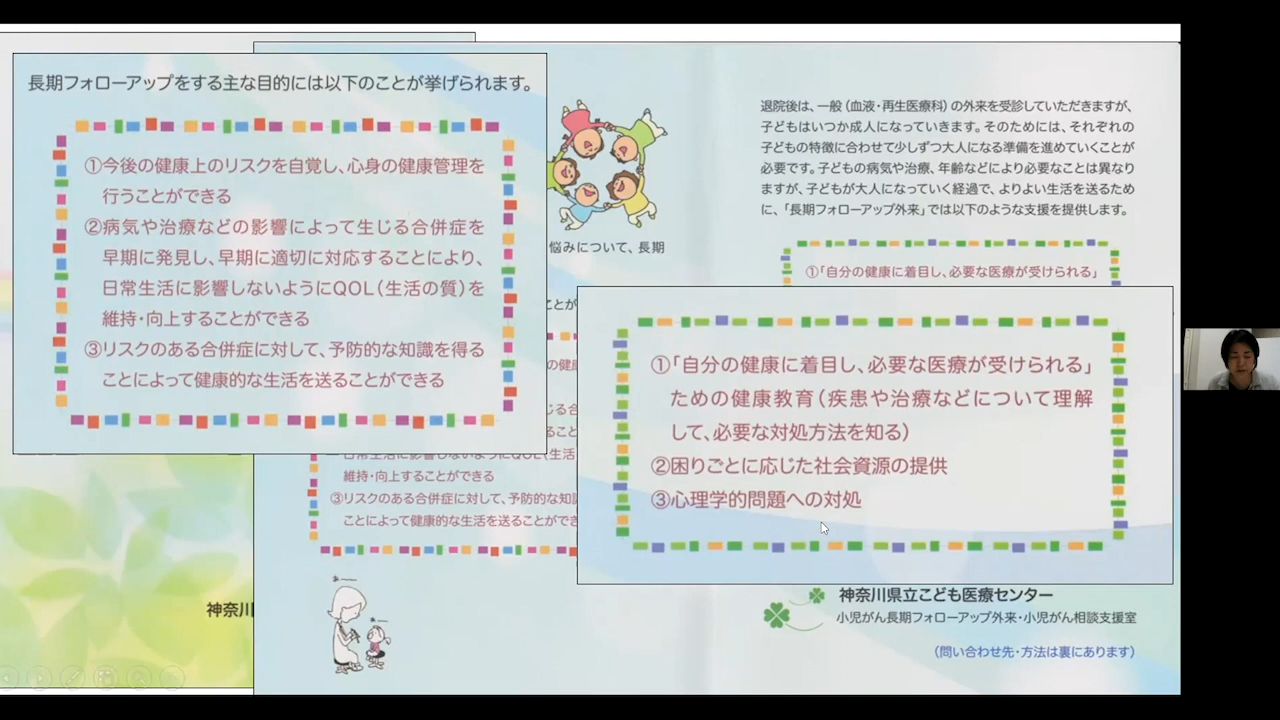 長期フォローアップをする主な目的には以下のことが挙げられます。
①今後の健康上のリスクを自覚し、心身の健康管理を
行うことができる
②病気や治療などの影響によって生じる合併症を
早期に発見し、早期に適切に対応することにより、
日常生活に影響しないようにQOL(生活の質)を
維持・向上することができる
③リスクのある合併症に対して、予防的な知識を得る
ことによって健康的な生活を送ることができる
悩みについて、長期
維持・向上することができる
③リスクのある合併症に対して、予防的な知
ことによって健康的な生活を送ることができ
神奈川
退院後は、一般(血液・再生医療科)の外来を受診していただきますが、
子どもはいつか成人になっていきます。そのためには、それぞれの
子どもの特徴に合わせて少しずつ大人になる準備を進めていくことが
必要です。子どもの病気や治療、年齢などにより必要なことは異なり
ますが、子どもが大人になっていく経過で、よりよい生活を送るため
に、「長期フォローアップ外来」では以下のような支援を提供します。
①「自分の健康に着目し、必要な医療が受けられる」
①「自分の健康に着目し、必要な医療が受けられる」
ための健康教育(疾患や治療などについて理解
して、必要な対処方法を知る)
②困りごとに応じた社会資源の提供
③心理学的問題への対処
神奈川県立こども医療センター
小児がん長期フォローアップ外来・小児がん相談支援室
(問い合わせ先・方法は裏にあります)